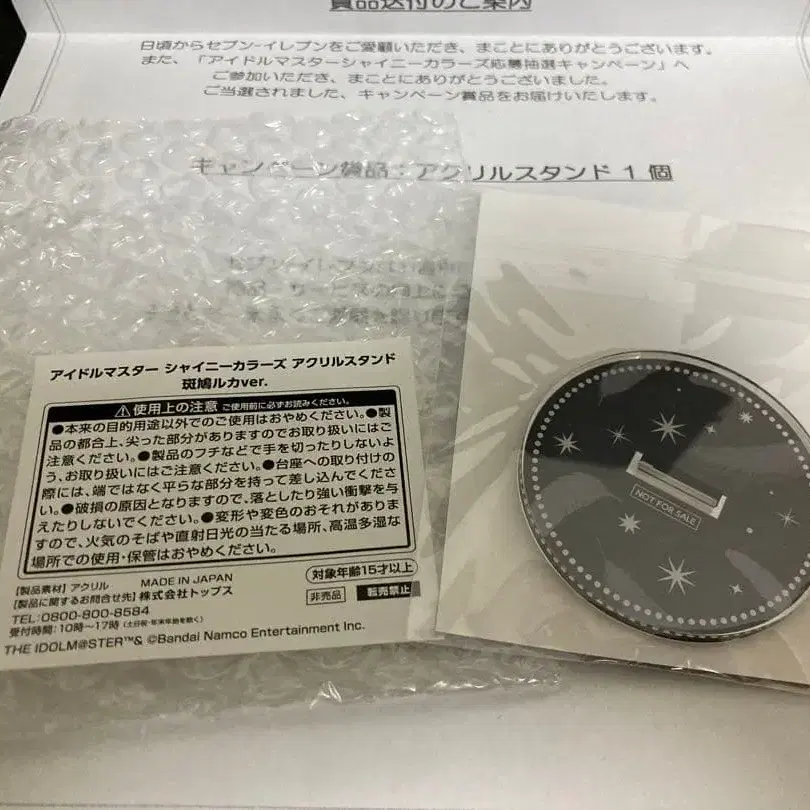 賞品送付のご案内
日頃からセブン-イレブンをご愛顧いただき、まことにありがとうございます。
また、「アイドルマスターシャイニーカラーズ応募抽選キャンペーン」へ
ご参加いただき、まことにありがとうございました。
ご当選されました、キャンペーン賞品をお届けいたします。
キャンペーン賞品：アクリルスタンド 1 個
アイドルマスター シャイニーカラーズ アクリルスタンド
斑鳩ルカver.
⚠使用上の注意 ご使用前に必ずお読みください。
●本来の目的用途以外でのご使用はおやめください。●製
品の都合上、尖った部分がありますのでお取り扱いにはご
注意ください。●製品のフチなどで手を切ったりしないよ
う、お取り扱いにはご注意ください。●台座への取り付けの
際には、端ではなく平らな部分を持って差し込んでくださ
い。●破損の原因となりますので、落としたり強い衝撃を与
えたりしないでください。●変形や変色のおそれがありま
すので、火気のそばや直射日光の当たる場所、高温多湿な
場所での使用・保管はおやめください。
【製品素材】アクリル MADE IN JAPAN 対象年齢15才以上
【製品に関するお問合せ先】株式会社トップス 非売品 転売禁止
TEL:0800-800-8584
受付時間：10時〜17時（土日祝・年末年始を除く）
THE IDOLM@STER™& ©Bandai Namco Entertainment Inc.
NOT FOR SALE